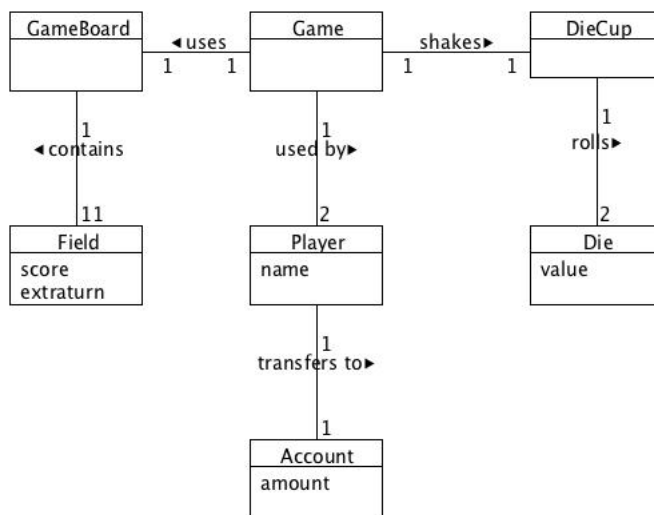 GameBoard
◂uses
Game
shakes▸
DieCup
1
1
1
1
1
◂contains
1
used by▸
1
rolls▸
11
2
2
Field
score
extraturn
Player
name
Die
value
1
transfers to▸
1
Account
amount